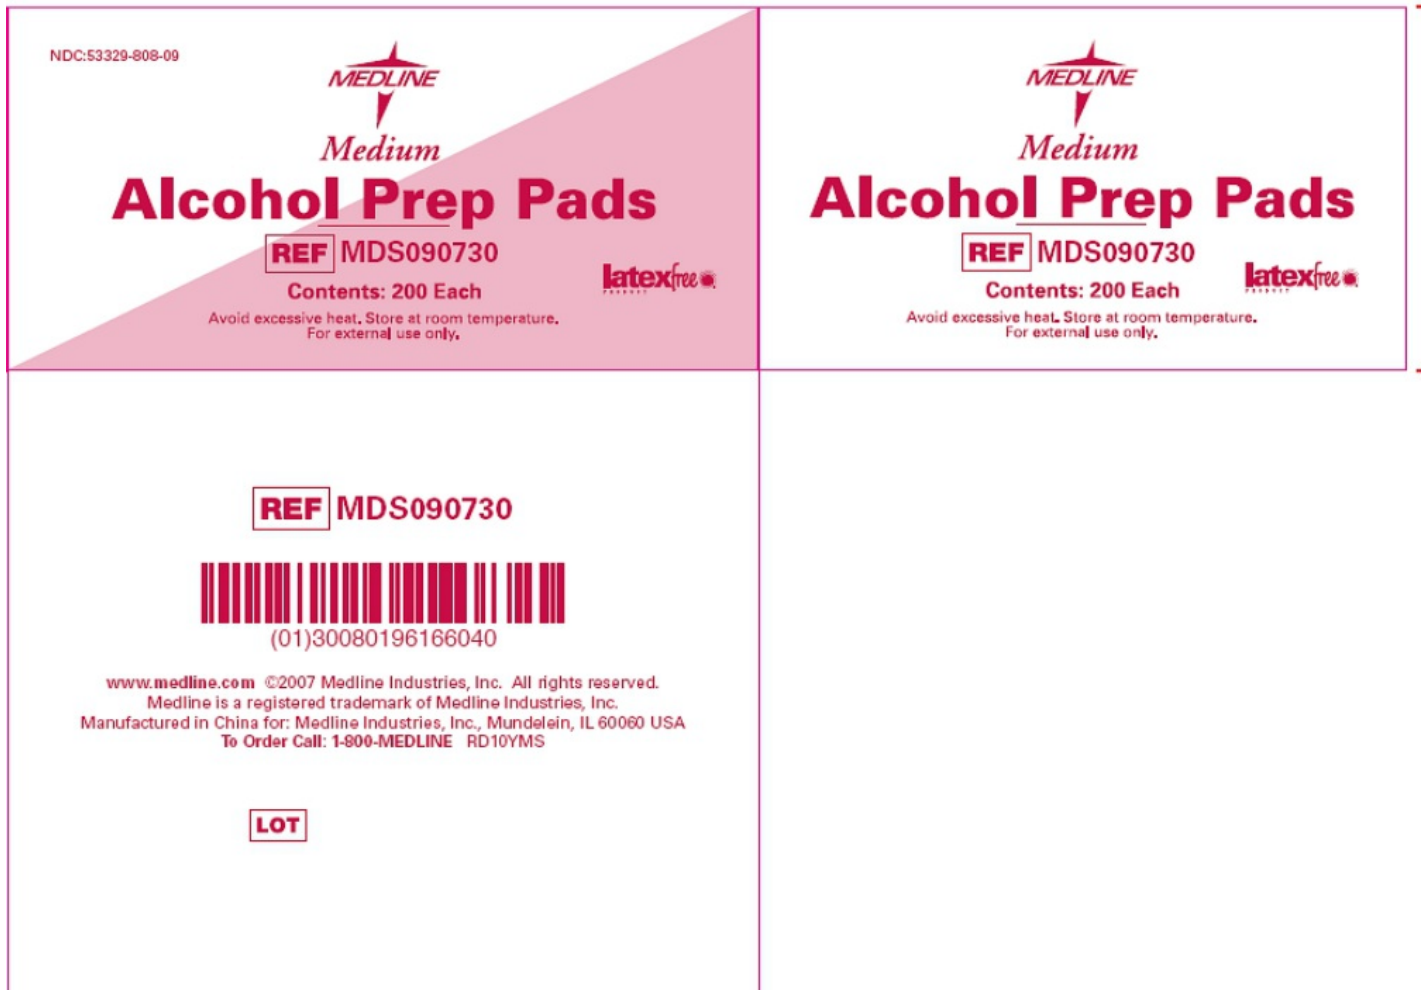 NDC:53329-808-09
MEDLINE
Medium
Alcohol Prep Pads
REF MDS090730
latexfree
PRODUCT
Contents: 200 Each
Avoid excessive heat. Store at room temperature.
For external use only.
MEDLINE
Medium
Alcohol Prep Pads
REF MDS090730
latexfree
PRODUCT
Contents: 200 Each
Avoid excessive heat. Store at room temperature.
For external use only.
REF MDS090730
(01)30080196166040
www.medline.com ©2007 Medline Industries, Inc. All rights reserved.
Medline is a registered trademark of Medline Industries, Inc.
Manufactured in China for: Medline Industries, Inc., Mundelein, IL 60060 USA
To Order Call: 1-800-MEDLINE RD10YMS
LOT